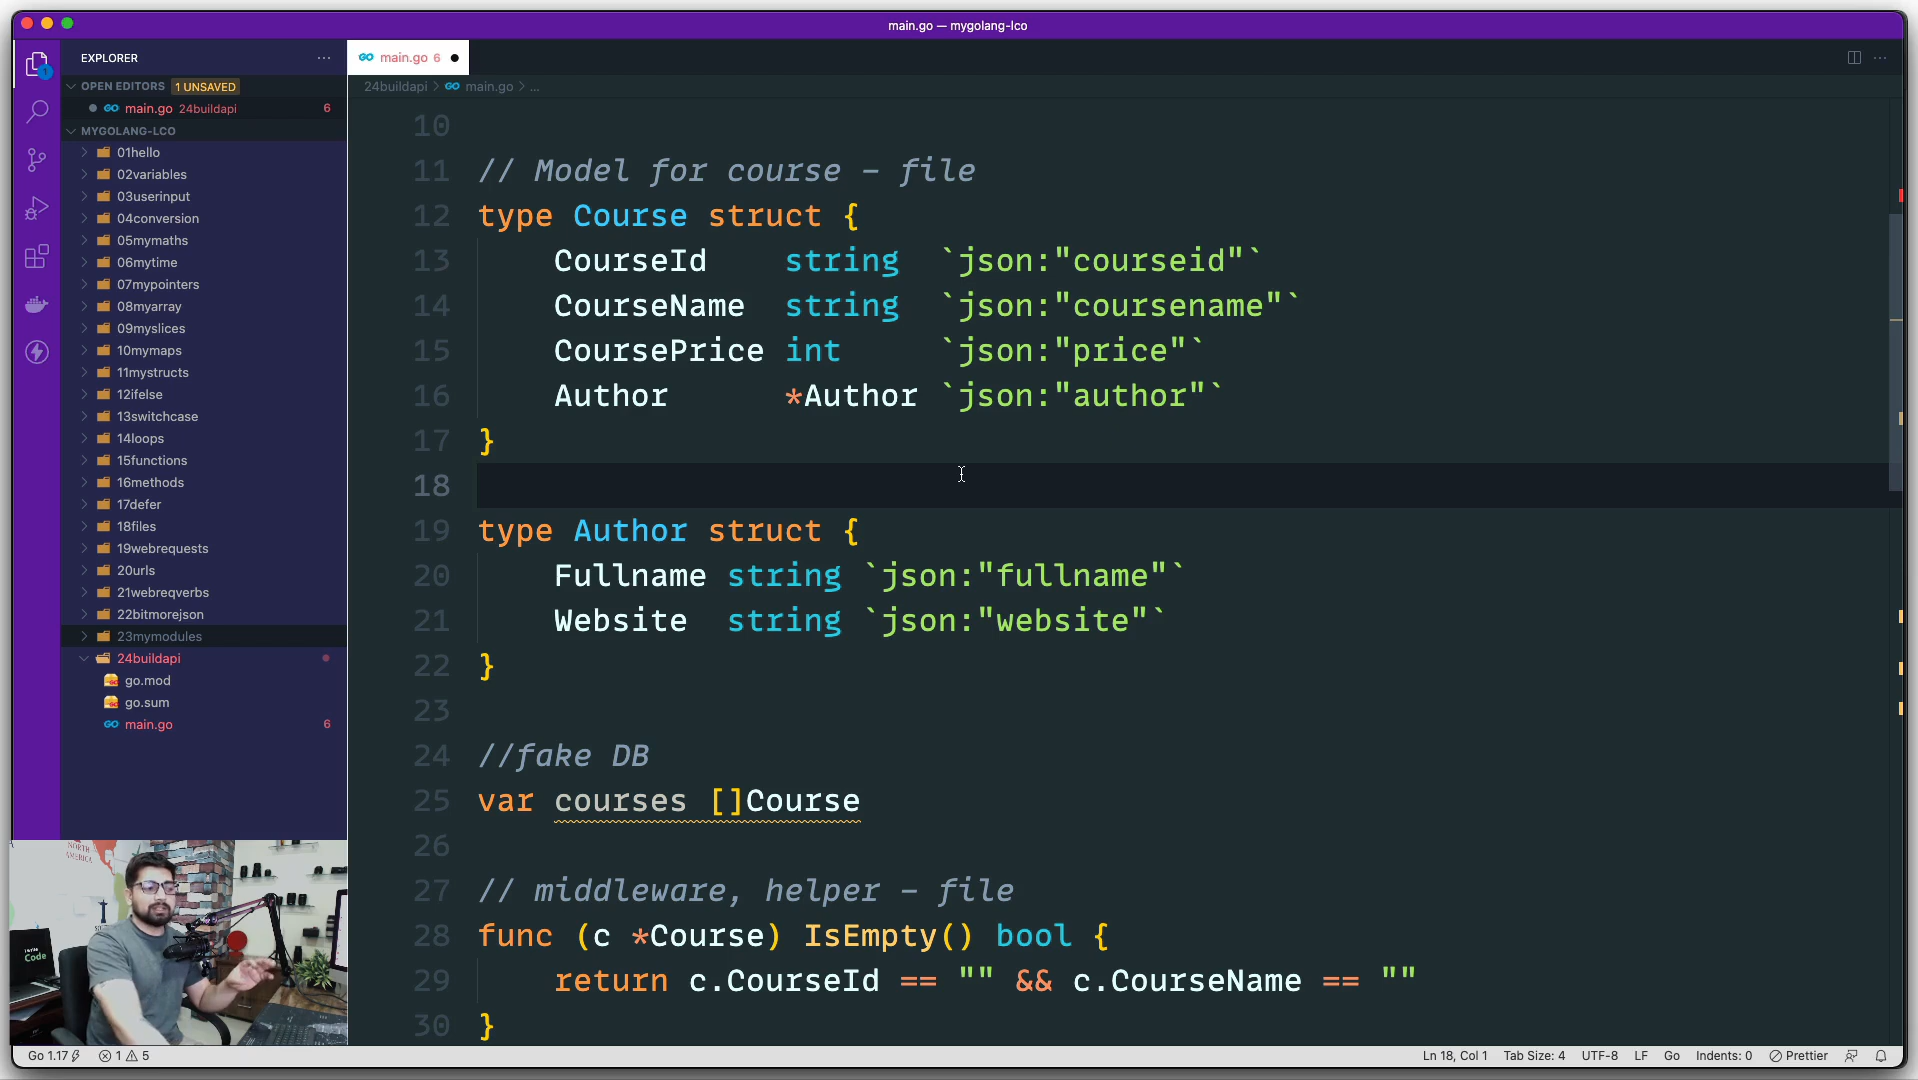 main.go — mygolang-lco
EXPLORER
OPEN EDITORS 1 UNSAVED
main.go 24buildapi 6
MYGOLANG-LCO
01hello
02variables
03userinput
04conversion
05mymaths
06mytime
07mypointers
08myarray
09myslices
10mymaps
11mystructs
12ifelse
13switchcase
14loops
15functions
16methods
17defer
18files
19webrequests
20urls
21webreqverbs
22bitmorejson
23mymodules
24buildapi
go.mod
go.sum
main.go 6
main.go 6
24buildapi > main.go > ...
10
11 // Model for course - file
12 type Course struct {
13 CourseId string `json:"courseid"`
14 CourseName string `json:"coursename"`
15 CoursePrice int `json:"price"`
16 Author *Author `json:"author"`
17 }
18
19 type Author struct {
20 Fullname string `json:"fullname"`
21 Website string `json:"website"`
22 }
23
24 //fake DB
25 var courses []Course
26
27 // middleware, helper - file
28 func (c *Course) IsEmpty() bool {
29 return c.CourseId == "" && c.CourseName == ""
30 }
NORTH
AMERICA
Code
Go 1.17 1 5
Ln 18, Col 1 Tab Size: 4 UTF-8 LF Go Indents: 0 Prettier